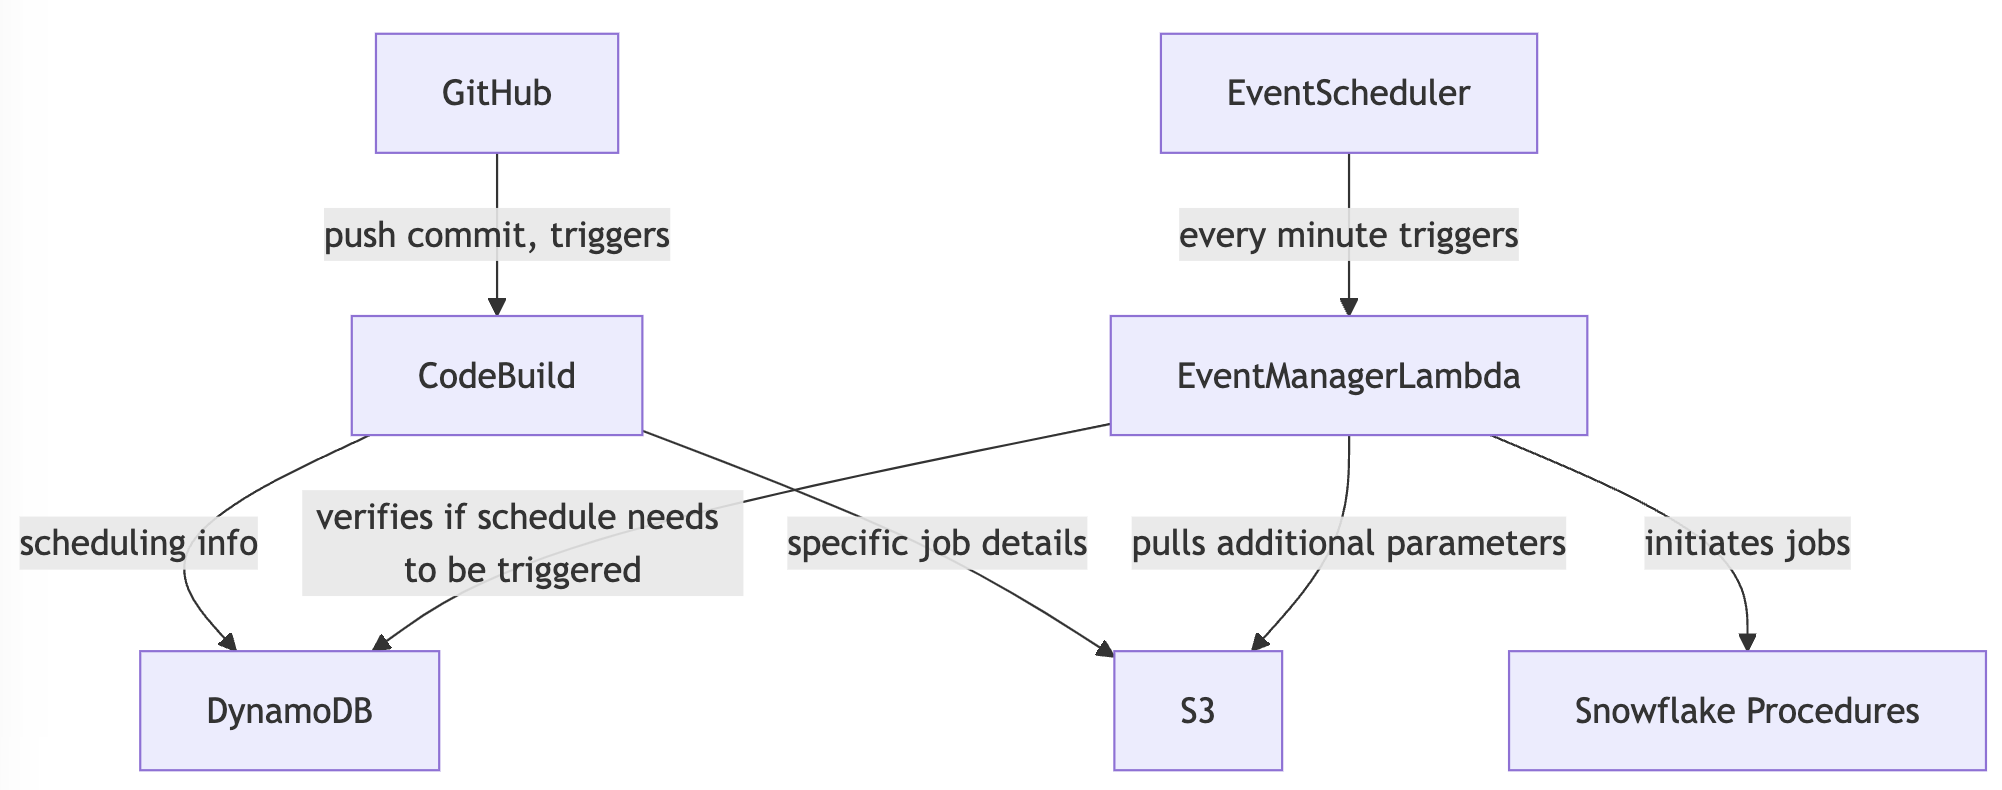 GitHub
EventScheduler
push commit, triggers
every minute triggers
CodeBuild
EventManagerLambda
scheduling info
verifies if schedule needs
to be triggered
specific job details
pulls additional parameters
initiates jobs
DynamoDB
S3
Snowflake Procedures